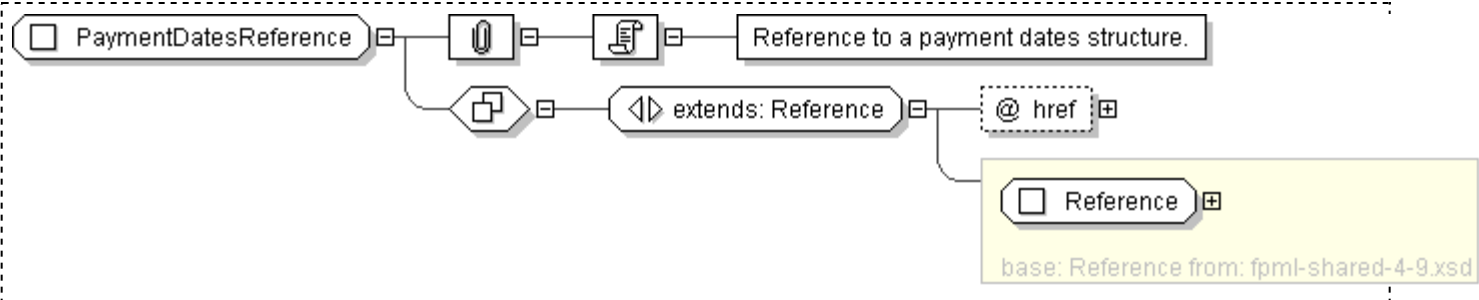 PaymentDatesReference
Reference to a payment dates structure.
extends: Reference
@ href
Reference
base: Reference from: fpml-shared-4-9.xsd